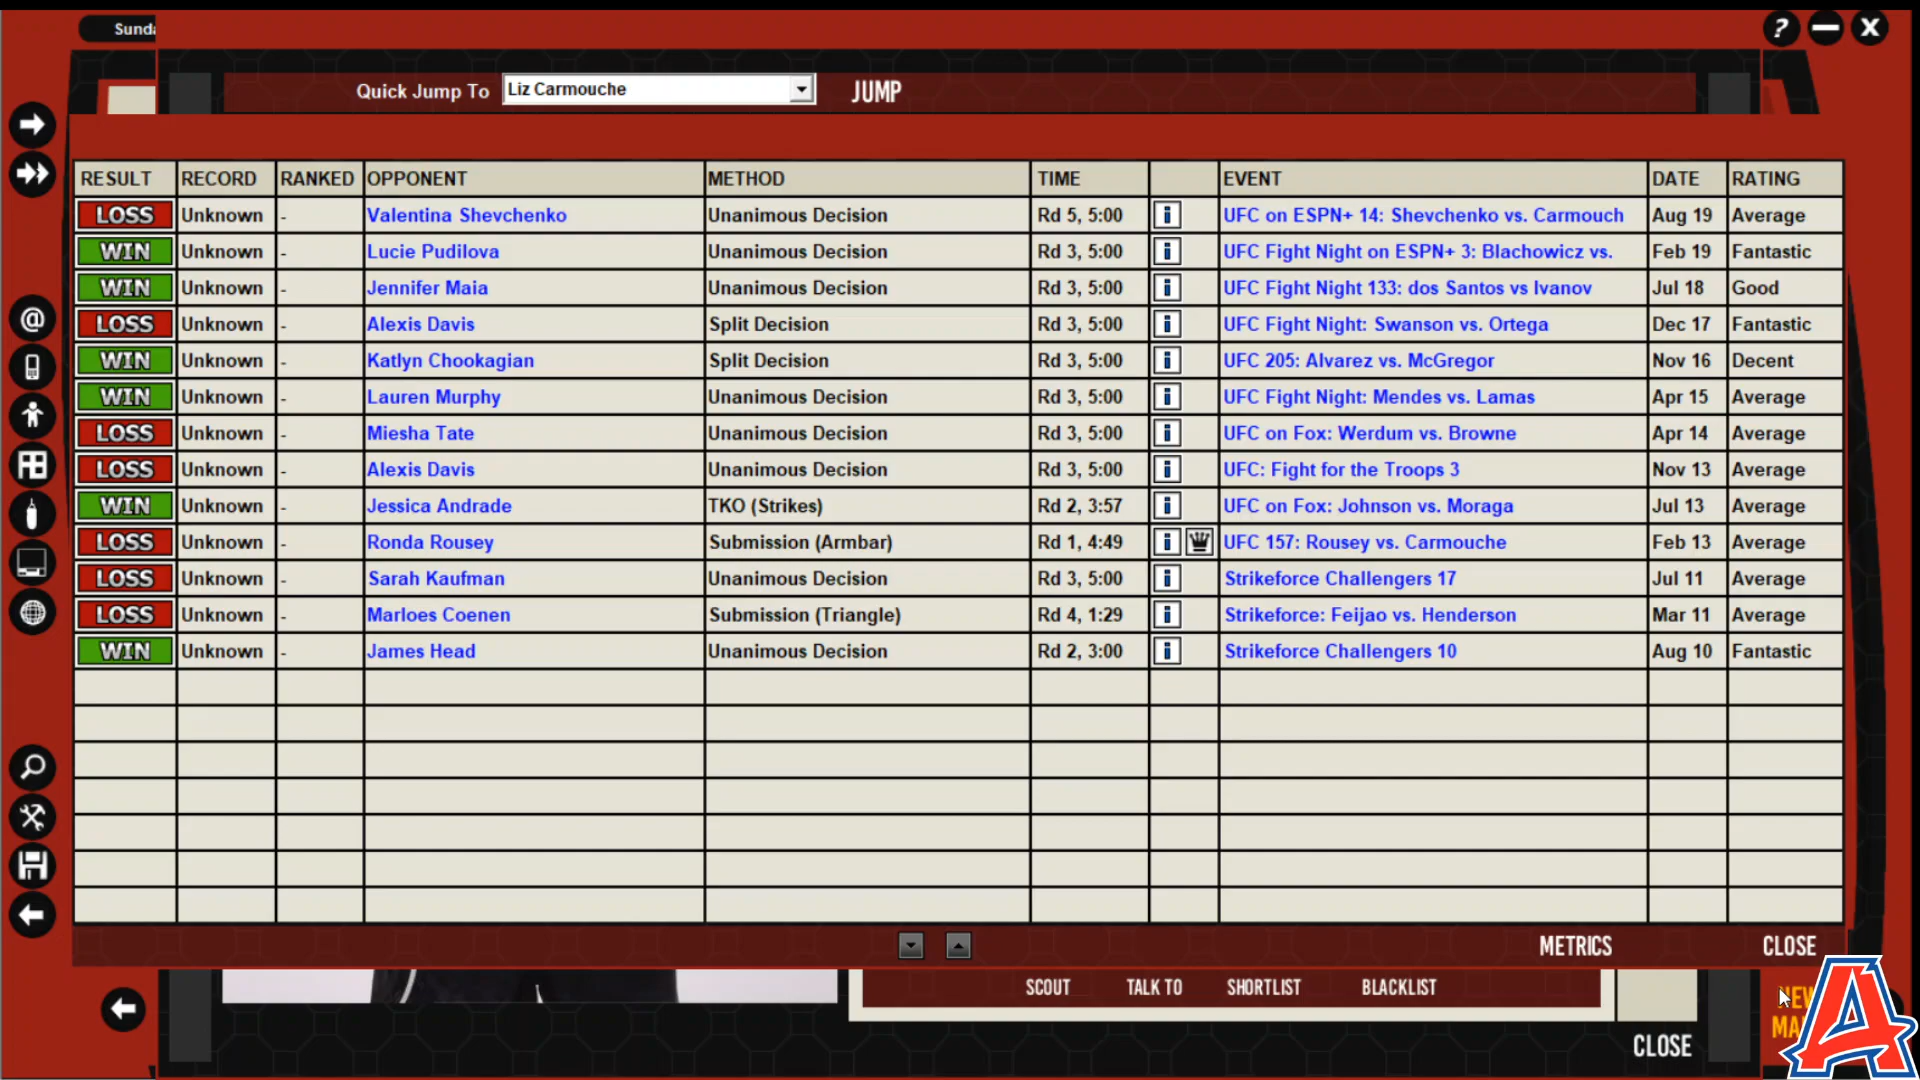 Sund
Quick Jump To Liz Carmouche JUMP
? X
RESULT RECORD RANKED OPPONENT METHOD TIME EVENT DATE RATING
LOSS Unknown - Valentina Shevchenko Unanimous Decision Rd 5, 5:00 i UFC on ESPN+ 14: Shevchenko vs. Carmouch Aug 19 Average
WIN Unknown - Lucie Pudilova Unanimous Decision Rd 3, 5:00 i UFC Fight Night on ESPN+ 3: Blachowicz vs. Feb 19 Fantastic
WIN Unknown - Jennifer Maia Unanimous Decision Rd 3, 5:00 i UFC Fight Night 133: dos Santos vs Ivanov Jul 18 Good
LOSS Unknown - Alexis Davis Split Decision Rd 3, 5:00 i UFC Fight Night: Swanson vs. Ortega Dec 17 Fantastic
WIN Unknown - Katlyn Chookagian Split Decision Rd 3, 5:00 i UFC 205: Alvarez vs. McGregor Nov 16 Decent
WIN Unknown - Lauren Murphy Unanimous Decision Rd 3, 5:00 i UFC Fight Night: Mendes vs. Lamas Apr 15 Average
LOSS Unknown - Miesha Tate Unanimous Decision Rd 3, 5:00 i UFC on Fox: Werdum vs. Browne Apr 14 Average
LOSS Unknown - Alexis Davis Unanimous Decision Rd 3, 5:00 i UFC: Fight for the Troops 3 Nov 13 Average
WIN Unknown - Jessica Andrade TKO (Strikes) Rd 2, 3:57 i UFC on Fox: Johnson vs. Moraga Jul 13 Average
LOSS Unknown - Ronda Rousey Submission (Armbar) Rd 1, 4:49 i UFC 157: Rousey vs. Carmouche Feb 13 Average
LOSS Unknown - Sarah Kaufman Unanimous Decision Rd 3, 5:00 i Strikeforce Challengers 17 Jul 11 Average
LOSS Unknown - Marloes Coenen Submission (Triangle) Rd 4, 1:29 i Strikeforce: Feijao vs. Henderson Mar 11 Average
WIN Unknown - James Head Unanimous Decision Rd 2, 3:00 i Strikeforce Challengers 10 Aug 10 Fantastic
METRICS CLOSE
SCOUT TALK TO SHORTLIST BLACKLIST
CLOSE
A